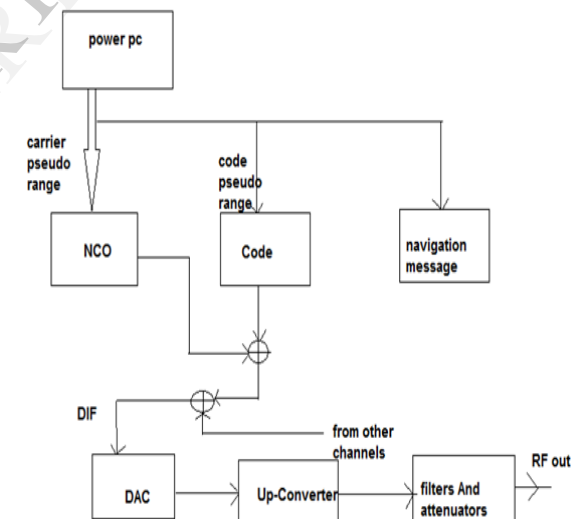 power pc
carrier
pseudo
range
code
pseudo
range
NCO
Code
navigation
message
DIF
from other
channels
RF out
DAC
Up-Converter
filters And
attenuators